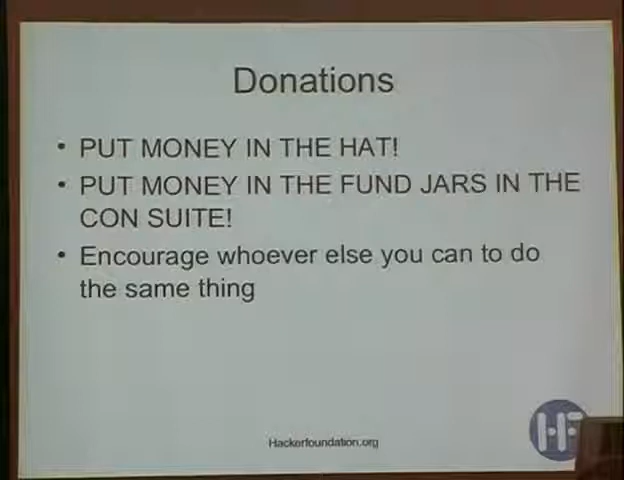 Donations
• PUT MONEY IN THE HAT!
• PUT MONEY IN THE FUND JARS IN THE
CON SUITE!
• Encourage whoever else you can to do
the same thing
Hackerfoundation.org
HF